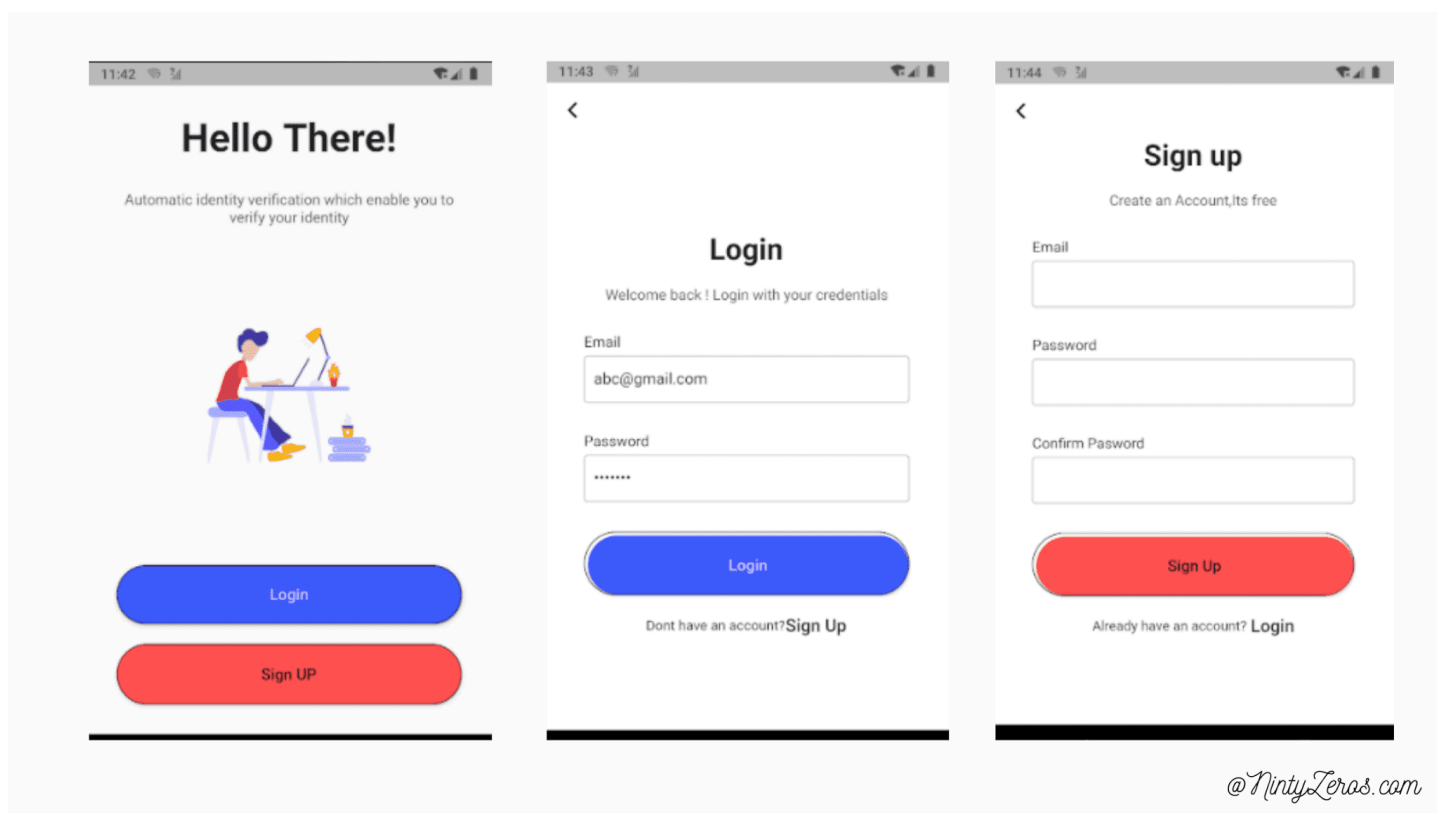 11:42
Hello There!
Automatic identity verification which enable you to
verify your identity
Login
Sign UP
11:43
Login
Welcome back ! Login with your credentials
Email
abc@gmail.com
Password
•••••••
Login
Dont have an account?Sign Up
11:44
Sign up
Create an Account,Its free
Email
Password
Confirm Pasword
Sign Up
Already have an account? Login
@NintyZeros.com